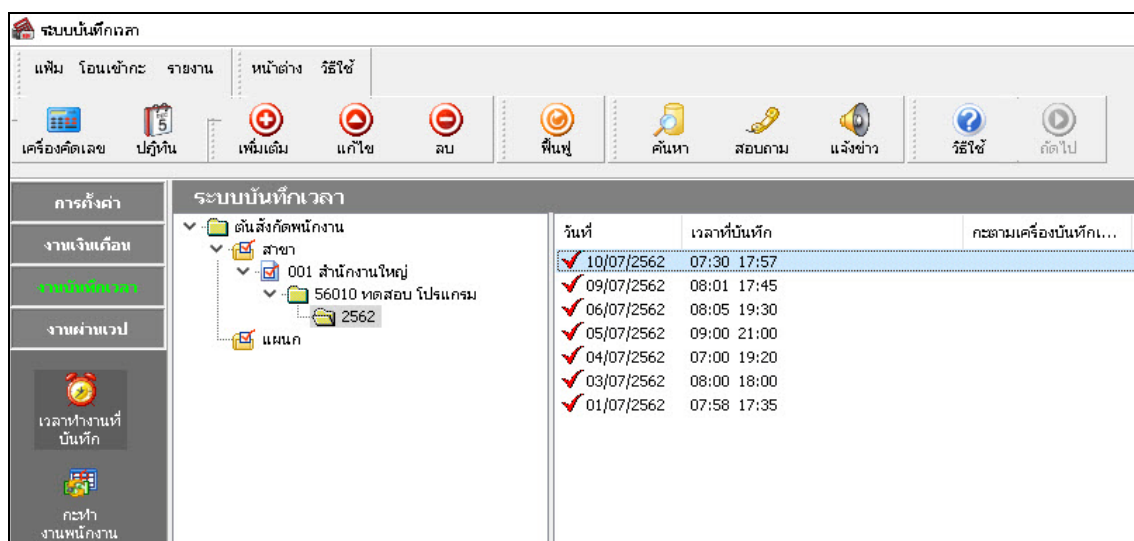 ระบบบันทึกเวลา
แฟ้ม โอนเข้ากะ รายงาน หน้าต่าง วิธีใช้
เครื่องคิดเลข ปฏิทิน เพิ่มเติม แก้ไข ลบ ฟื้นฟู ค้นหา สอบถาม แจ้งข่าว วิธีใช้ ถัดไป
การตั้งค่า
งานเงินเดือน
งานบันทึกเวลา
งานผ่านเวป
เวลาทำงานที่
บันทึก
กะทำ
งานพนักงาน
ระบบบันทึกเวลา
ต้นสังกัดพนักงาน
สาขา
001 สำนักงานใหญ่
56010 ทดสอบ โปรแกรม
2562
แผนก
วันที่ เวลาที่บันทึก กะตามเครื่องบันทึกเ...
10/07/2562 07:30 17:57
09/07/2562 08:01 17:45
06/07/2562 08:05 19:30
05/07/2562 09:00 21:00
04/07/2562 07:00 19:20
03/07/2562 08:00 18:00
01/07/2562 07:58 17:35